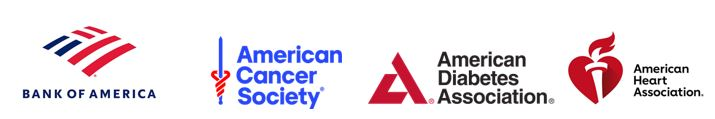 BANK OF AMERICA
American
Cancer
Society®
American
Diabetes
Association®
American
Heart
Association.